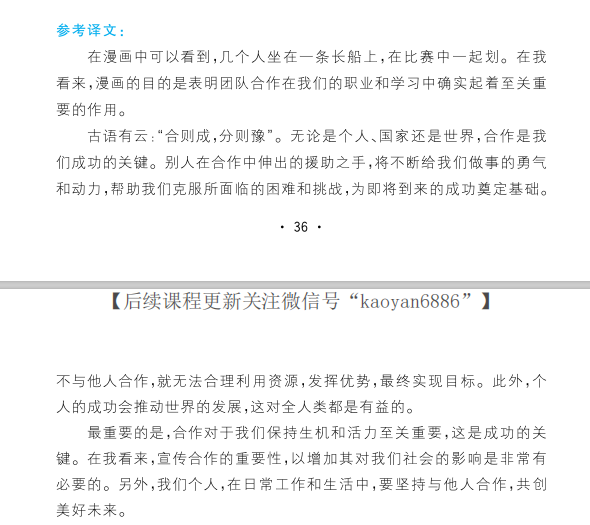 参考译文：
在漫画中可以看到，几个人坐在一条长船上，在比赛中一起划。在我
看来，漫画的目的是表明团队合作在我们的职业和学习中确实起着至关重
要的作用。
古语有云：“合则成，分则豫”。无论是个人、国家还是世界，合作是我
们成功的关键。别人在合作中伸出的援助之手，将不断给我们做事的勇气
和动力，帮助我们克服所面临的困难和挑战，为即将到来的成功奠定基础。
· 36 ·
【后续课程更新关注微信号“kaoyan6886”】
不与他人合作，就无法合理利用资源，发挥优势，最终实现目标。此外，个
人的成功会推动世界的发展，这对全人类都是有益的。
最重要的是，合作对于我们保持生机和活力至关重要，这是成功的关
键。在我看来，宣传合作的重要性，以增加其对我们社会的影响是非常有
必要的。另外，我们个人，在日常工作和生活中，要坚持与他人合作，共创
美好未来。